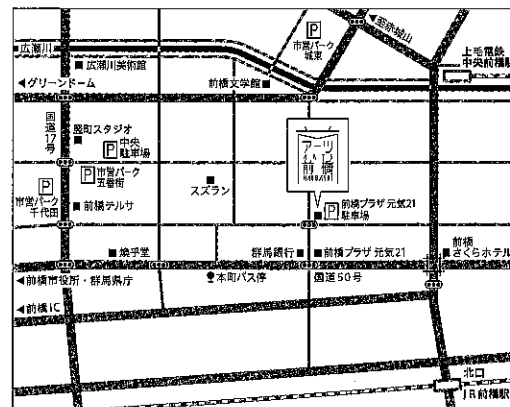 P
市営パーク
城東
◀至赤城山
広瀬川
広瀬川美術館
上毛電鉄
中央前橋駅
◀グリーンドーム
前橋文学館
国道17号
竪町スタジオ
P 中央
駐車場
アーツ
前橋
P 市営パーク
五番街
P
市営パーク
千代田
前橋テルサ
スズラン
P 前橋プラザ元気21
駐車場
焼乎堂
群馬銀行
前橋プラザ元気21
前橋
さくらホテル
◀前橋市役所・群馬県庁
本町バス停
国道50号
◀前橋IC
北口
JR前橋駅